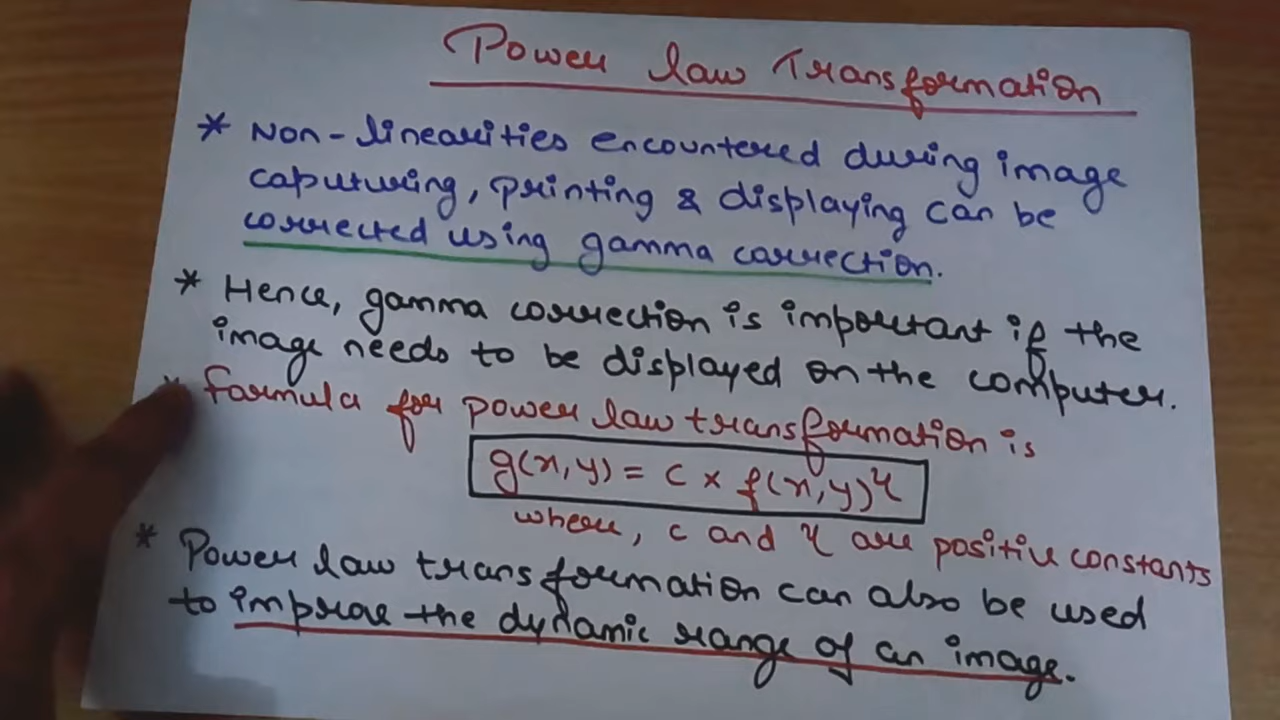 Power law Transformation
* Non-linearities encountered during image
caputuring, printing & displaying can be
corrected using gamma correction.
* Hence, gamma correction is important if the
image needs to be displayed on the computer.
* Formula for power law transformation is
g(x,y) = c × f(x,y)^γ
where, c and γ are positive constants
* Power law transformation can also be used
to improve the dynamic range of an image.